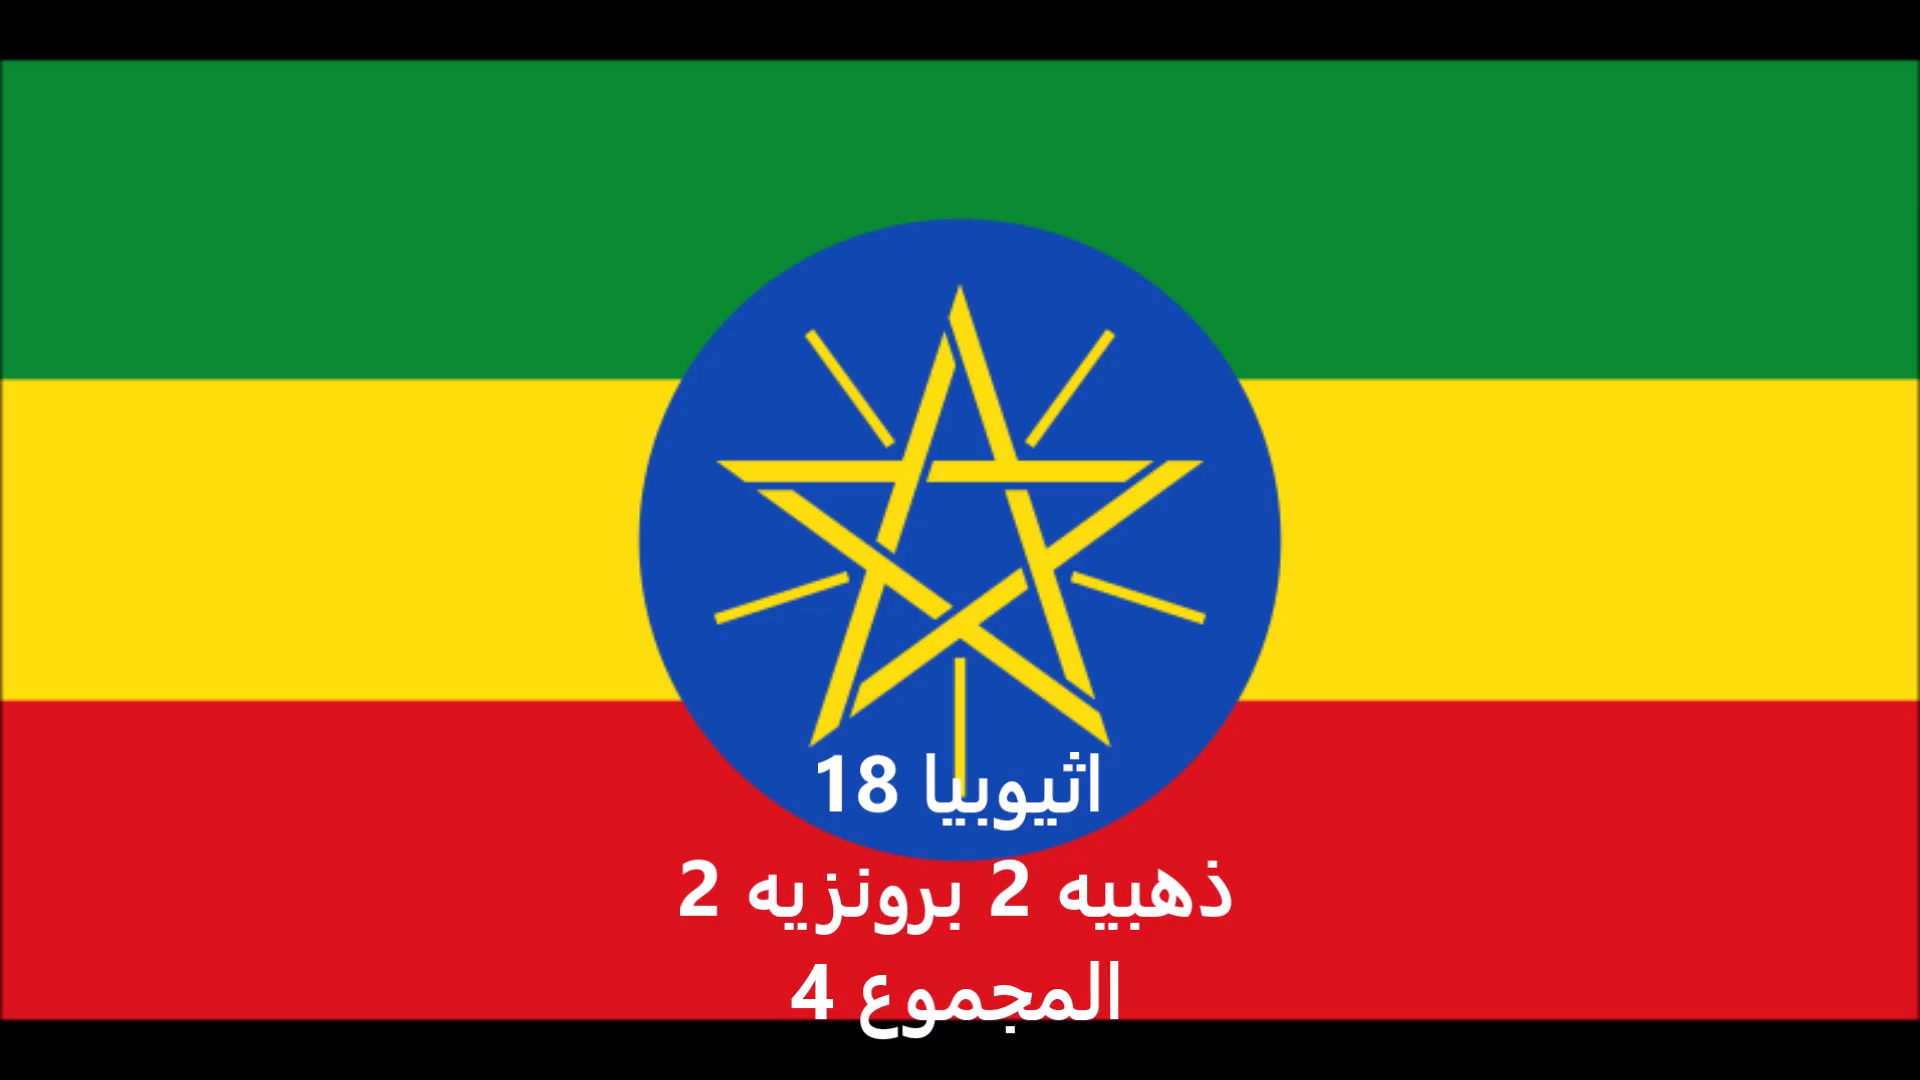 اثيوبيا 18
ذهبيه 2 برونزيه 2
المجموع 4